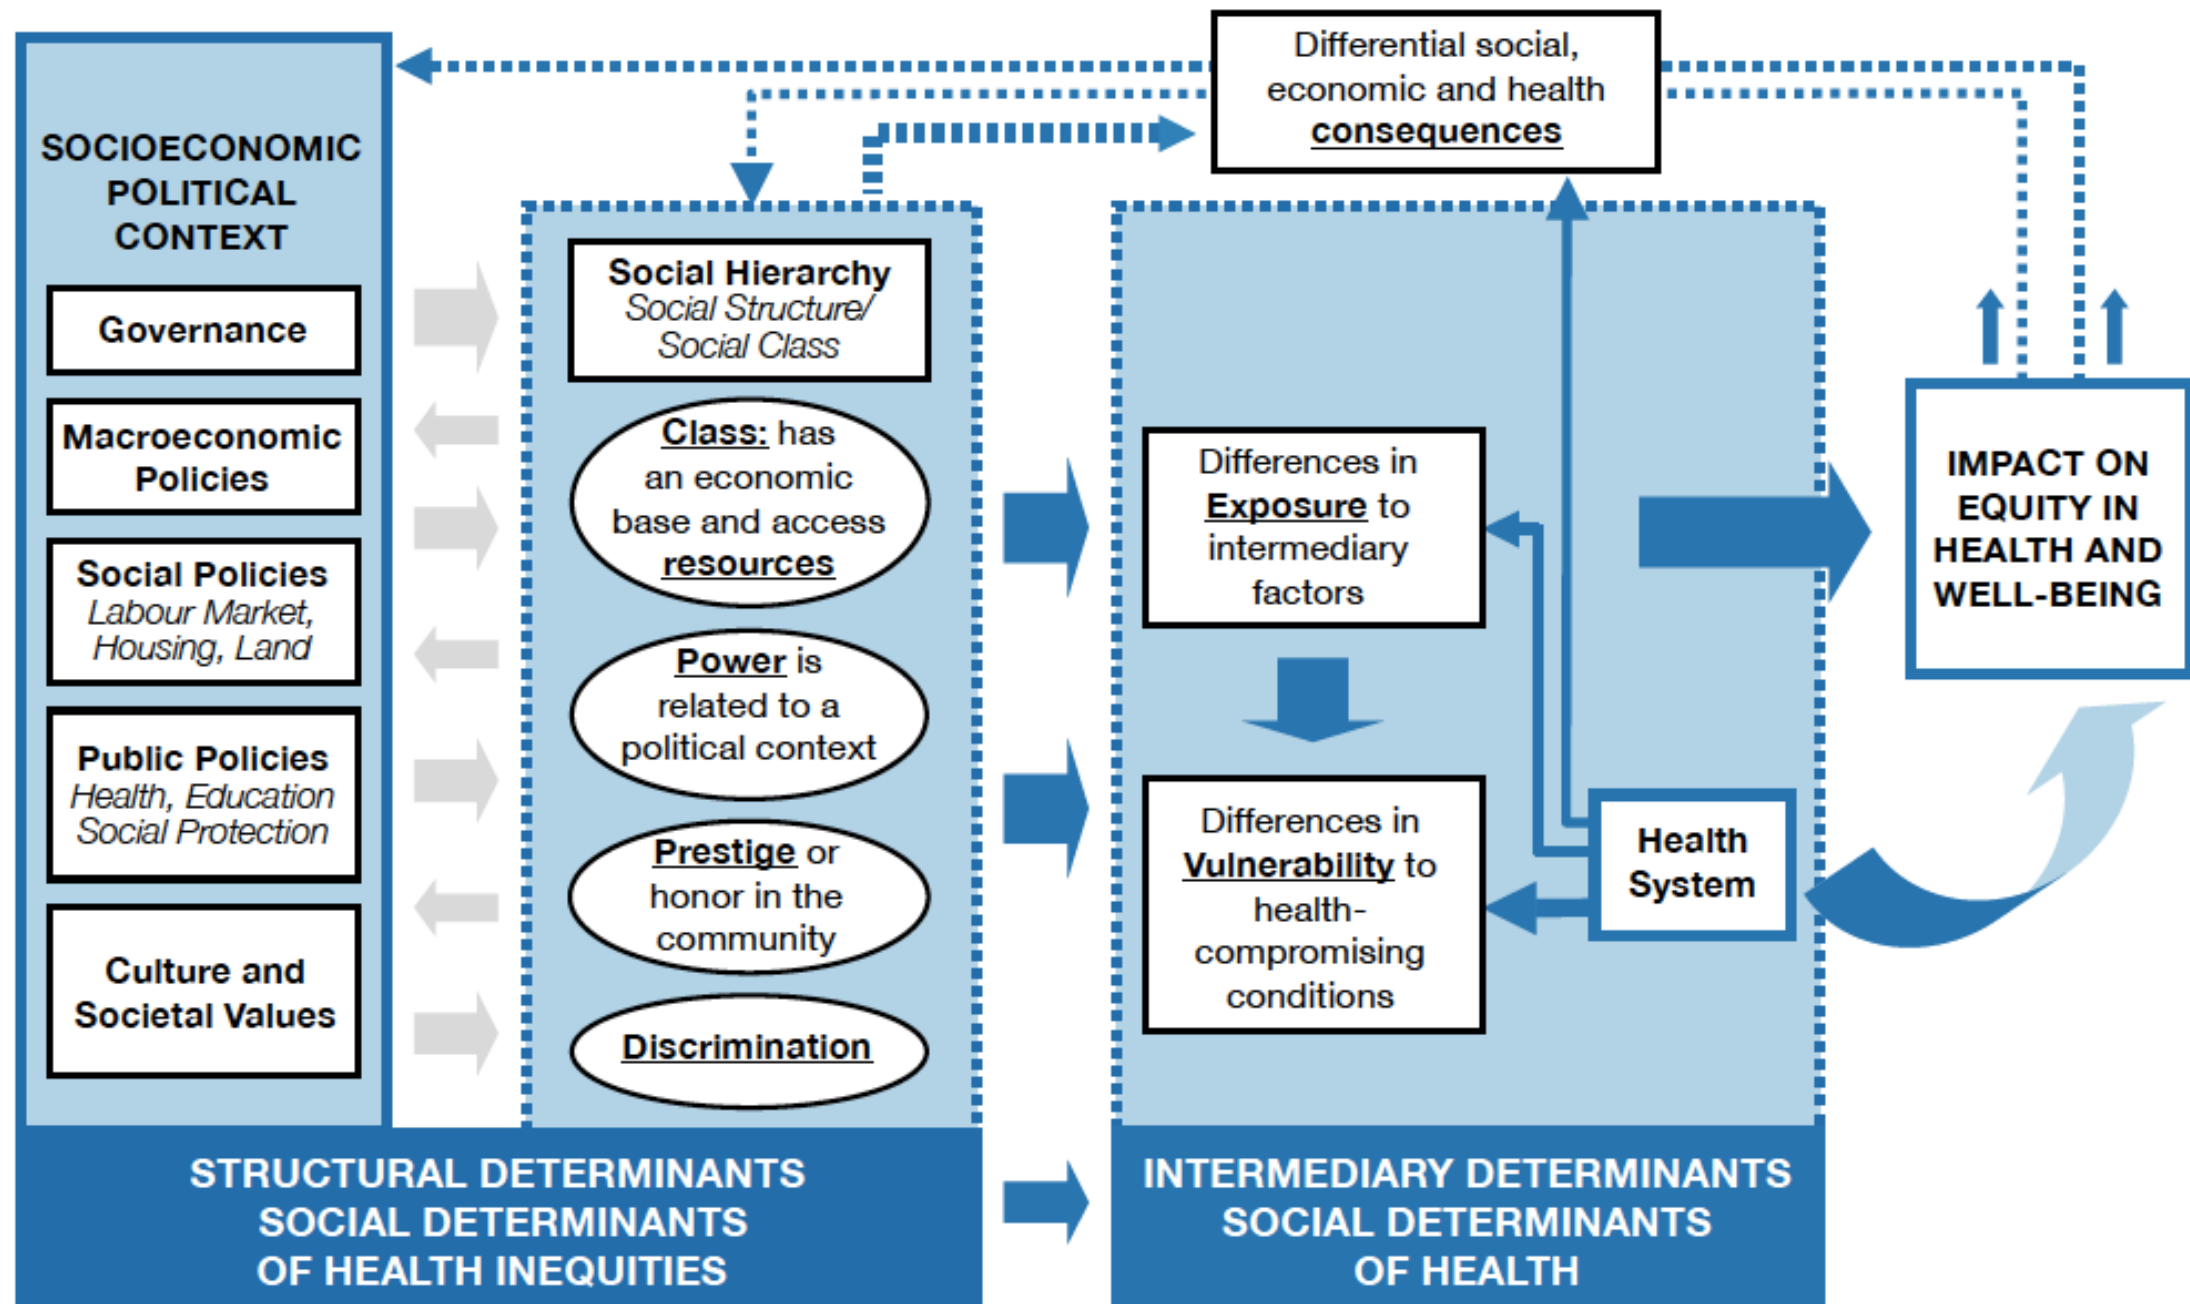 Differential social,
economic and health
consequences
SOCIOECONOMIC
POLITICAL
CONTEXT
Governance
Macroeconomic
Policies
Social Policies
Labour Market,
Housing, Land
Public Policies
Health, Education
Social Protection
Culture and
Societal Values
Social Hierarchy
Social Structure/
Social Class
Class: has
an economic
base and access
resources
Power is
related to a
political context
Prestige or
honor in the
community
Discrimination
Differences in
Exposure to
intermediary
factors
Differences in
Vulnerability to
health-
compromising
conditions
Health
System
IMPACT ON
EQUITY IN
HEALTH AND
WELL-BEING
STRUCTURAL DETERMINANTS
SOCIAL DETERMINANTS
OF HEALTH INEQUITIES
INTERMEDIARY DETERMINANTS
SOCIAL DETERMINANTS
OF HEALTH